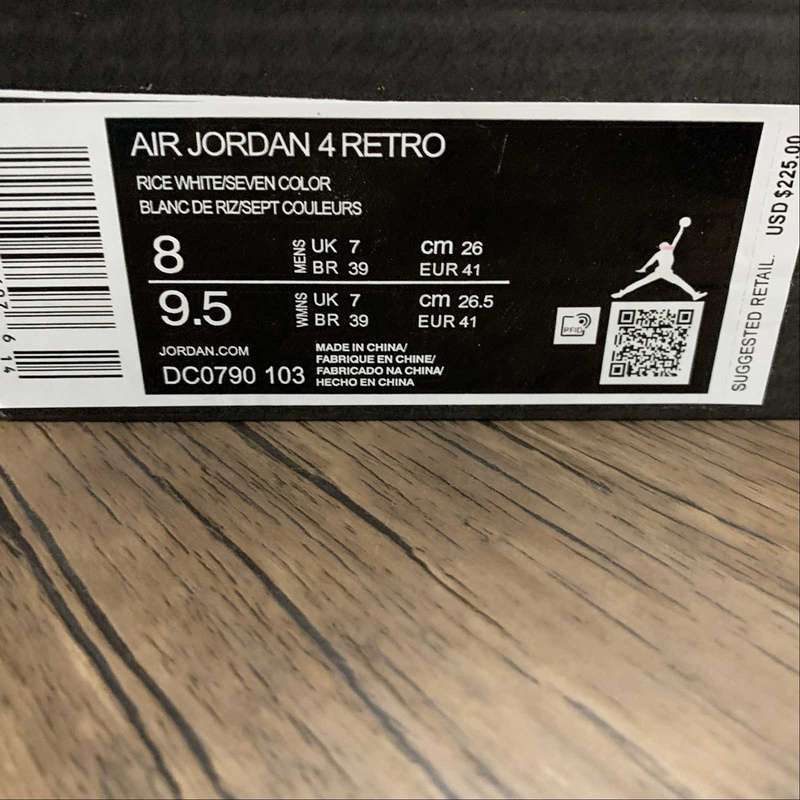 AIR JORDAN 4 RETRO
RICE WHITE/SEVEN COLOR
BLANC DE RIZ/SEPT COULEURS
8 MENS UK 7 cm 26
BR 39 EUR 41
9.5 WMNS UK 7 cm 26.5
BR 39 EUR 41
JORDAN.COM
DC0790 103
MADE IN CHINA/
FABRIQUE EN CHINE/
FABRICADO NA CHINA/
HECHO EN CHINA
RFID
SUGGESTED RETAIL. USD $225.00
6 14